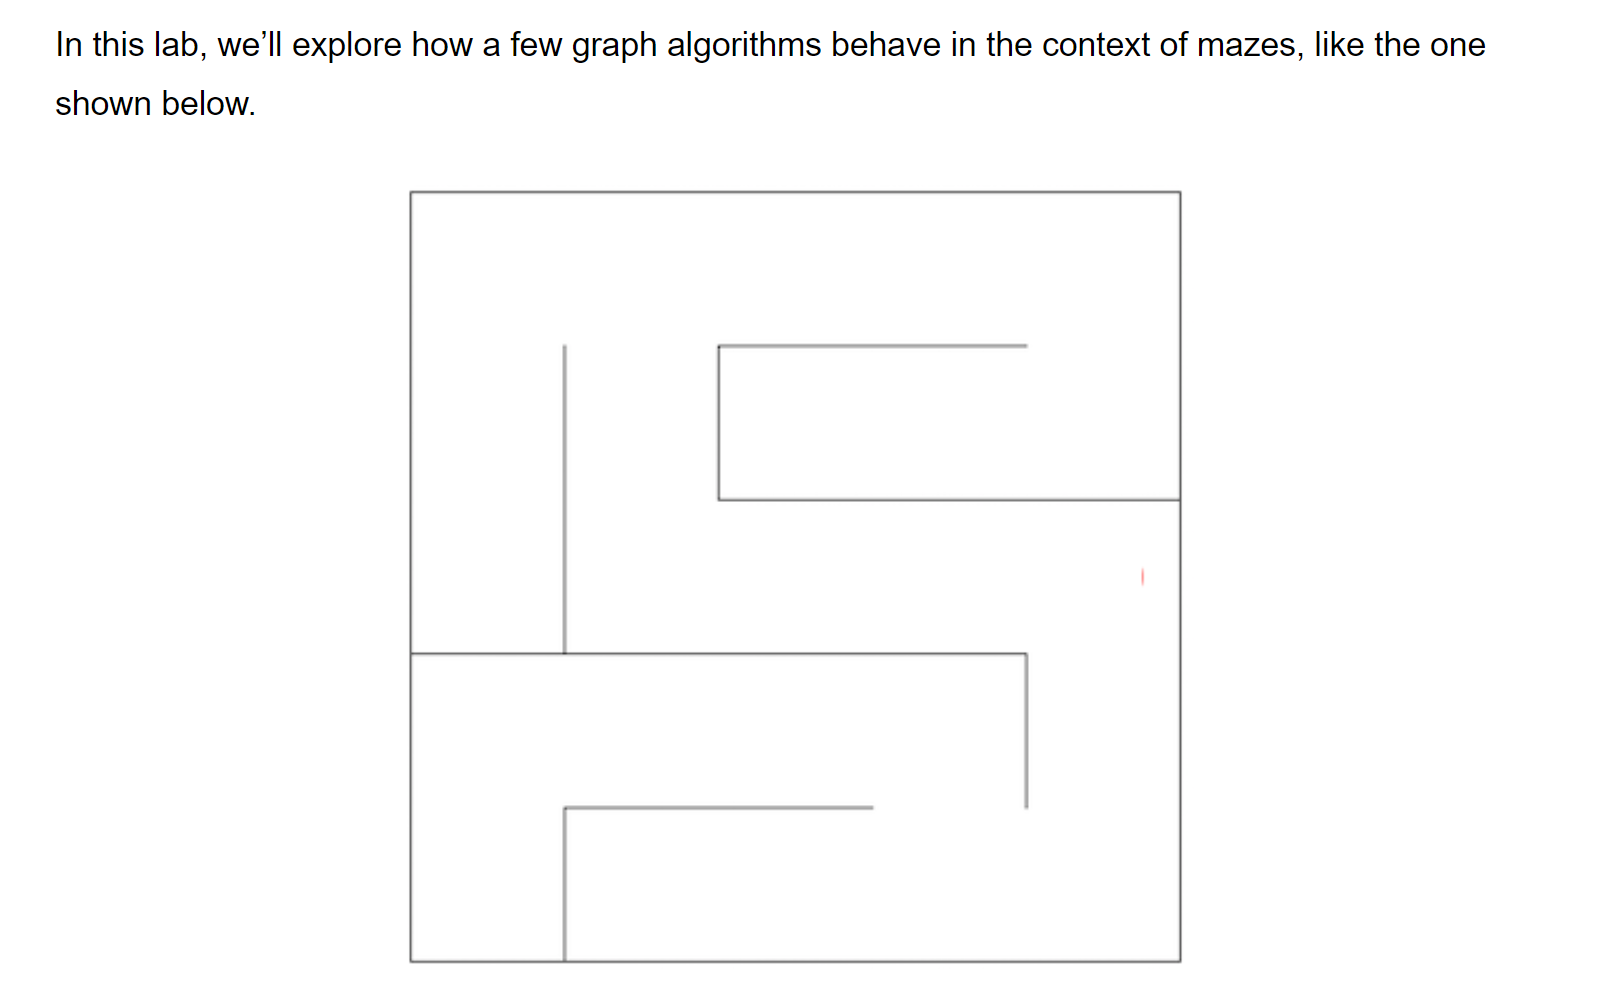 In this lab, we’ll explore how a few graph algorithms behave in the context of mazes, like the one
shown below.